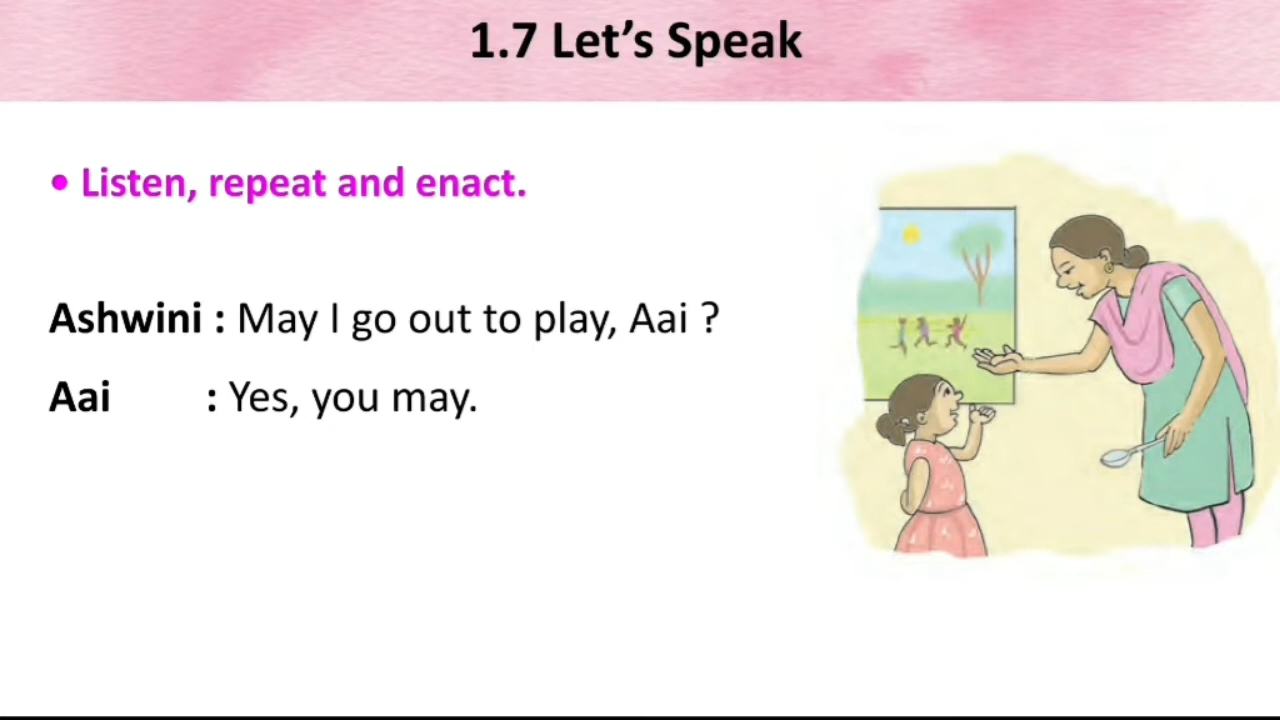 1.7 Let’s Speak
• Listen, repeat and enact.
Ashwini : May I go out to play, Aai ?
Aai : Yes, you may.